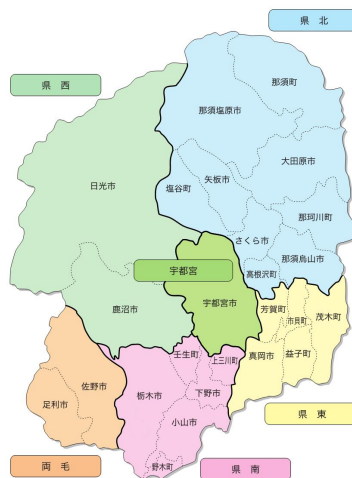 県 北
那須町
県 西
那須塩原市
大田原市
矢板市
日光市
塩谷町
那珂川町
さくら市
那須烏山市
宇都宮
高根沢町
宇都宮市
芳賀町
茂木町
鹿沼市
市貝町
壬生町
上三川町
真岡市
益子町
佐野市
栃木市
下野市
足利市
小山市
県 東
野木町
両 毛
県 南